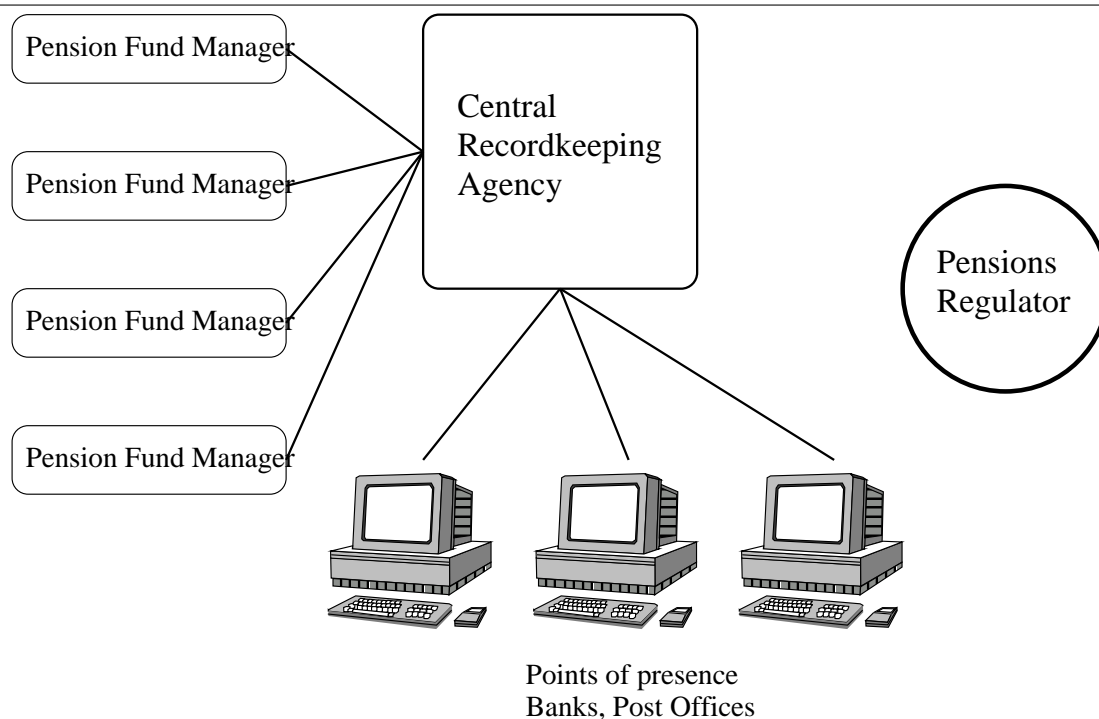 Pension Fund Manager
Pension Fund Manager
Pension Fund Manager
Pension Fund Manager
Central
Recordkeeping
Agency
Pensions
Regulator
Points of presence
Banks, Post Offices